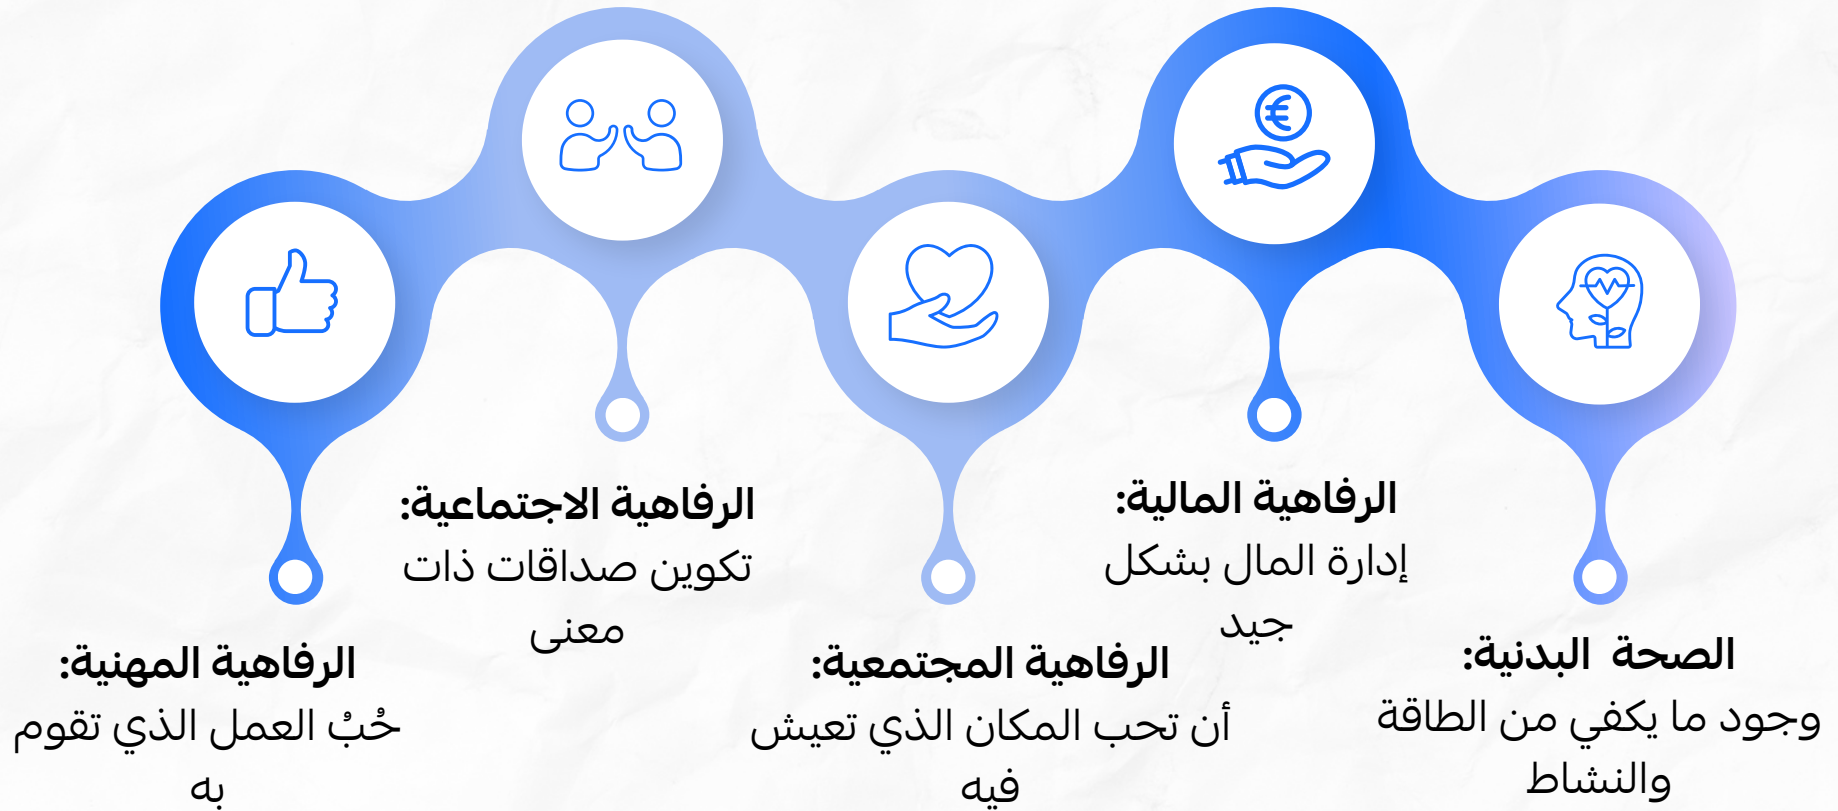 الصحة البدنية:
وجود ما يكفي من الطاقة
والنشاط
الرفاهية المالية:
إدارة المال بشكل
جيد
الرفاهية المجتمعية:
أن تحب المكان الذي تعيش
فيه
الرفاهية الاجتماعية:
تكوين صداقات ذات
معنى
الرفاهية المهنية:
حُبُ العمل الذي تقوم
به